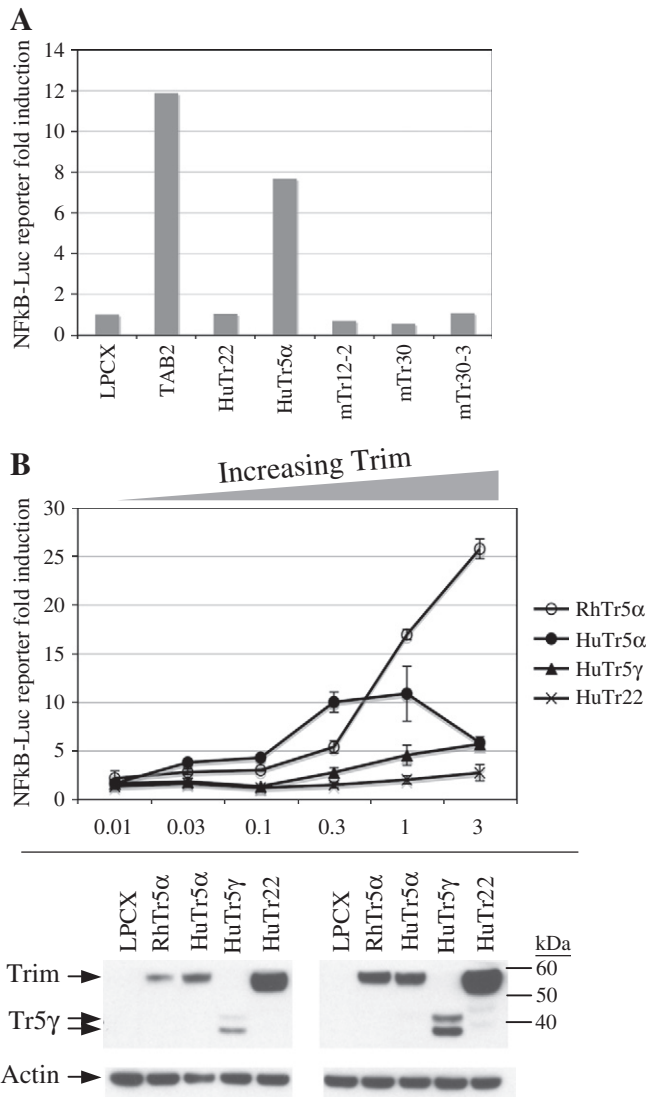 A
NFkB-Luc reporter fold induction
14
12
10
8
6
4
2
0
LPCX
TAB2
HuTr22
HuTr5α
mTr12-2
mTr30
mTr30-3
B
Increasing Trim
NFkB-Luc reporter fold induction
30
25
20
15
10
5
0
0.01 0.03 0.1 0.3 1 3
RhTr5α
HuTr5α
HuTr5γ
HuTr22
LPCX RhTr5α HuTr5α HuTr5γ HuTr22 LPCX RhTr5α HuTr5α HuTr5γ HuTr22
kDa
Trim
60
50
Tr5γ
40
Actin